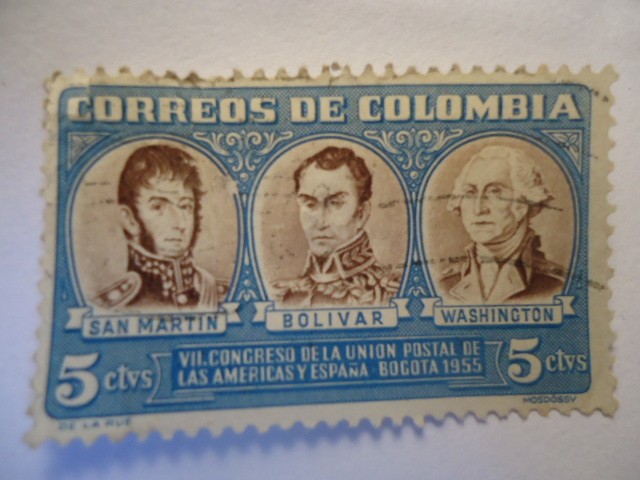 CORREOS DE COLOMBIA
SAN MARTIN
BOLIVAR
WASHINGTON
5 ctvs
VII. CONGRESO DE LA UNION POSTAL DE
LAS AMERICAS Y ESPAÑA - BOGOTA 1955
5 ctvs
DE LA RUE
MOSDÓSSY